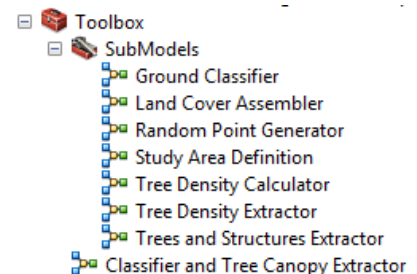 Toolbox
SubModels
Ground Classifier
Land Cover Assembler
Random Point Generator
Study Area Definition
Tree Density Calculator
Tree Density Extractor
Trees and Structures Extractor
Classifier and Tree Canopy Extractor